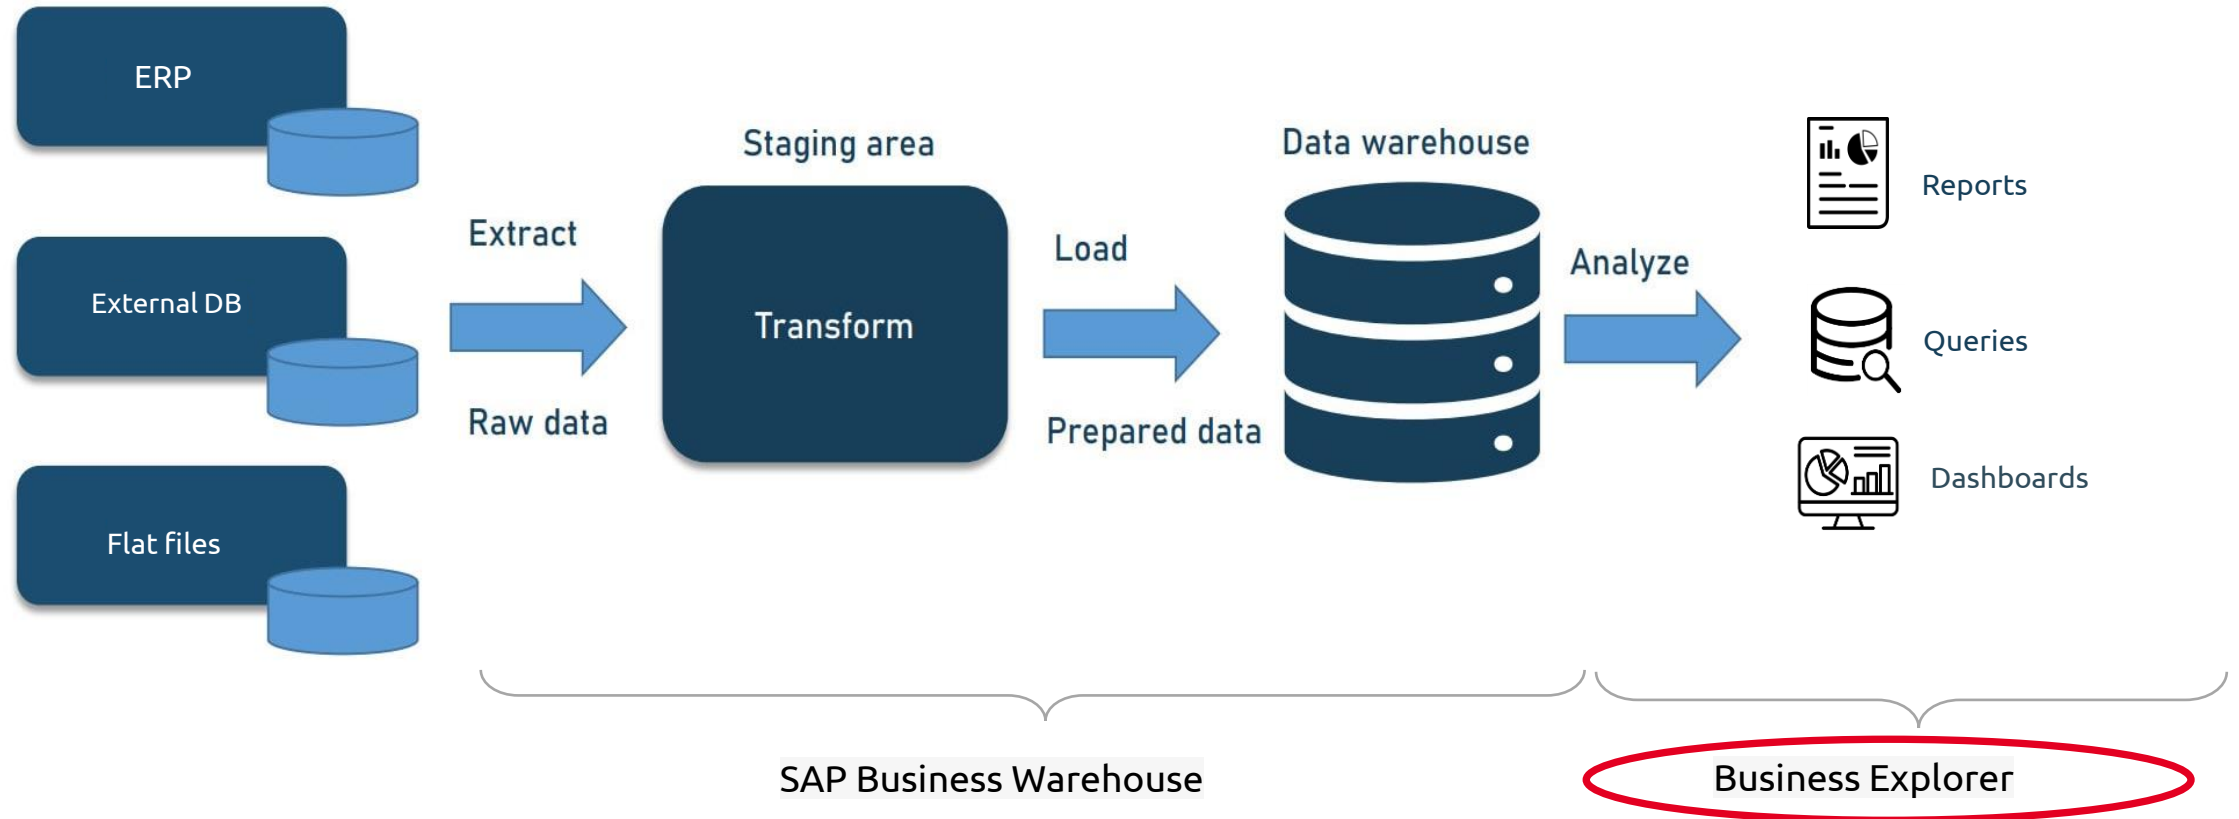 ERP
External DB
Flat files
Extract
Raw data
Staging area
Transform
Load
Prepared data
Data warehouse
Analyze
Reports
Queries
Dashboards
SAP Business Warehouse
Business Explorer